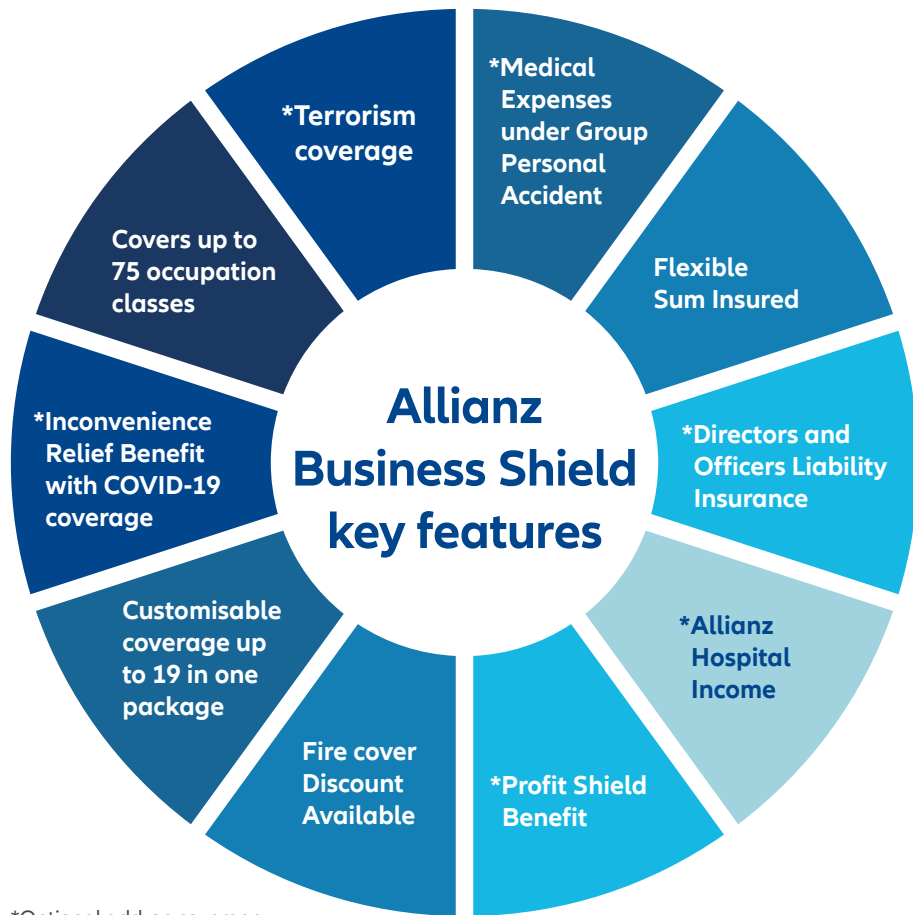 *Medical
Expenses
under Group
Personal
Accident
Flexible
Sum Insured
*Directors and
Officers Liability
Insurance
*Allianz
Hospital
Income
*Profit Shield
Benefit
Fire cover
Discount
Available
Customisable
coverage up
to 19 in one
package
*Inconvenience
Relief Benefit
with COVID-19
coverage
Covers up to
75 occupation
classes
*Terrorism
coverage
Allianz
Business Shield
key features